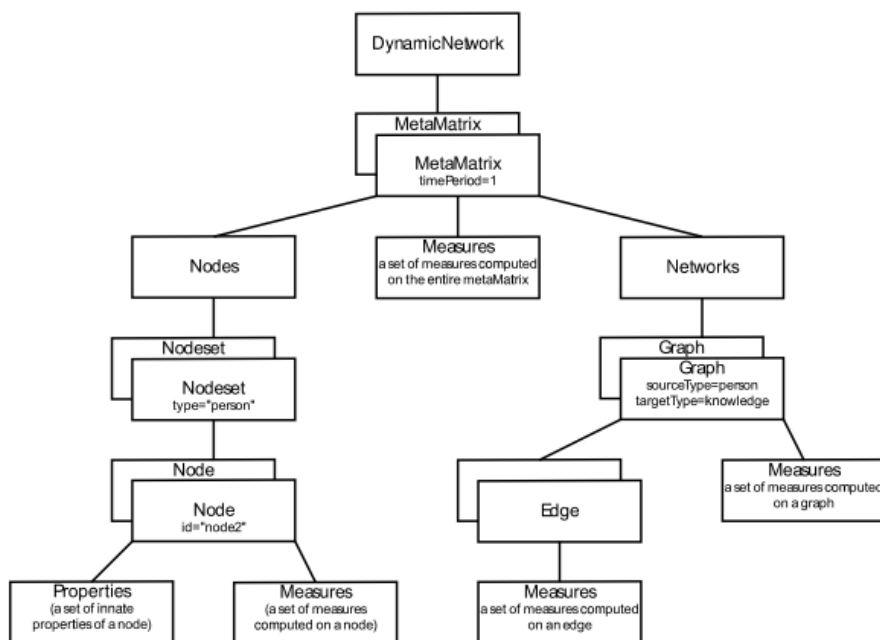 DynamicNetwork
MetaMatrix
MetaMatrix
timePeriod=1
Nodes
Measures
a set of measures computed
on the entire metaMatrix
Networks
Nodeset
Nodeset
type="person"
Graph
Graph
sourceType=person
targetType=knowledge
Node
Node
id="node2"
Edge
Measures
a set of measures computed
on a graph
Properties
(a set of innate
properties of a node)
Measures
(a set of measures
computed on a node)
Measures
a set of measures computed
on an edge